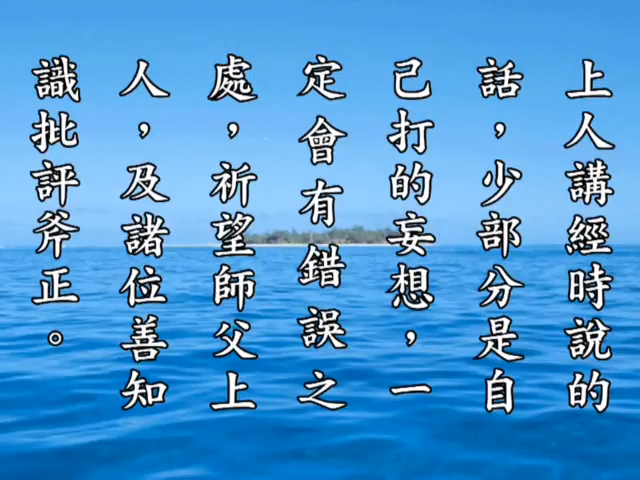 上人講經時說的
話，少部分是自
己打的妄想，一
定會有錯誤之
處，祈望師父上
人，及諸位善知
識批評斧正。